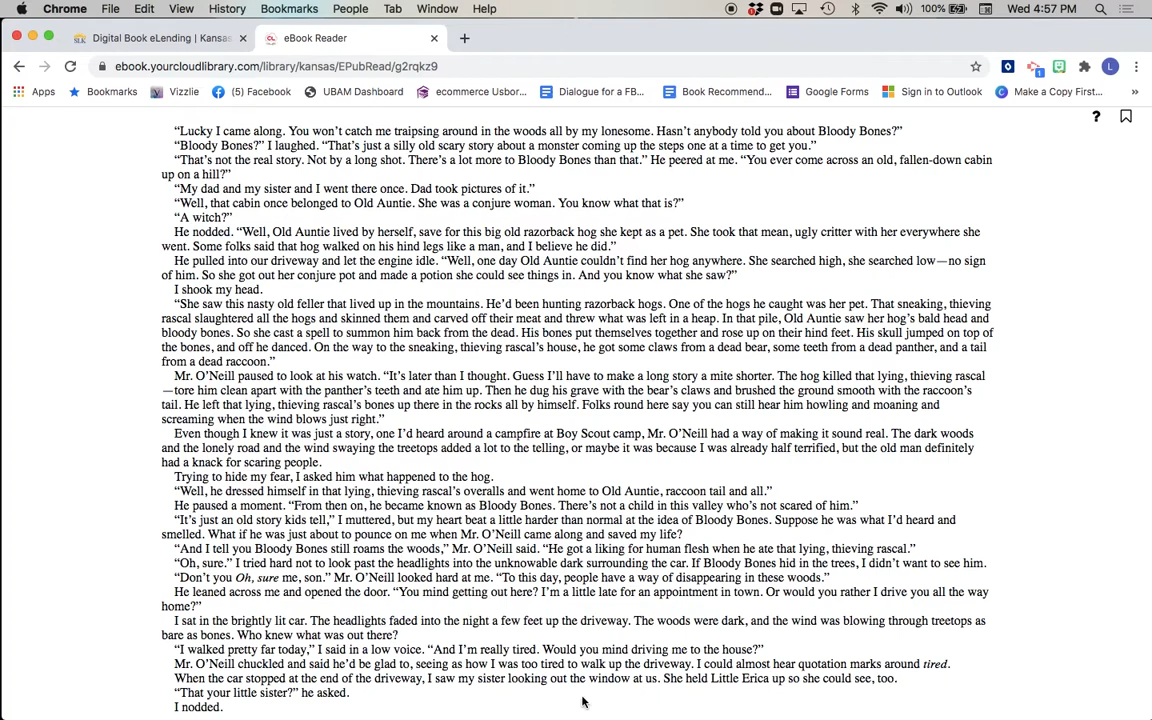 Chrome File Edit View History Bookmarks People Tab Window Help 100% Wed 4:57 PM
SLK Digital Book eLending | Kansas eBook Reader
ebook.yourcloudlibrary.com/library/kansas/EPubRead/g2rqkz9 1 L
Apps Bookmarks Vizzlie (5) Facebook UBAM Dashboard ecommerce Usbor... Dialogue for a FB... Book Recommend... Google Forms Sign in to Outlook Make a Copy First... »
?
“Lucky I came along. You won’t catch me traipsing around in the woods all by my lonesome. Hasn’t anybody told you about Bloody Bones?”
“Bloody Bones?” I laughed. “That’s just a silly old scary story about a monster coming up the steps one at a time to get you.”
“That’s not the real story. Not by a long shot. There’s a lot more to Bloody Bones than that.” He peered at me. “You ever come across an old, fallen-down cabin
up on a hill?”
“My dad and my sister and I went there once. Dad took pictures of it.”
“Well, that cabin once belonged to Old Auntie. She was a conjure woman. You know what that is?”
“A witch?”
He nodded. “Well, Old Auntie lived by herself, save for this big old razorback hog she kept as a pet. She took that mean, ugly critter with her everywhere she
went. Some folks said that hog walked on his hind legs like a man, and I believe he did.”
He pulled into our driveway and let the engine idle. “Well, one day Old Auntie couldn’t find her hog anywhere. She searched high, she searched low—no sign
of him. So she got out her conjure pot and made a potion she could see things in. And you know what she saw?”
I shook my head.
“She saw this nasty old feller that lived up in the mountains. He’d been hunting razorback hogs. One of the hogs he caught was her pet. That sneaking, thieving
rascal slaughtered all the hogs and skinned them and carved off their meat and threw what was left in a heap. In that pile, Old Auntie saw her hog’s bald head and
bloody bones. So she cast a spell to summon him back from the dead. His bones put themselves together and rose up on their hind feet. His skull jumped on top of
the bones, and off he danced. On the way to the sneaking, thieving rascal’s house, he got some claws from a dead bear, some teeth from a dead panther, and a tail
from a dead raccoon.”
Mr. O’Neill paused to look at his watch. “It’s later than I thought. Guess I’ll have to make a long story a mite shorter. The hog killed that lying, thieving rascal
—tore him clean apart with the panther’s teeth and ate him up. Then he dug his grave with the bear’s claws and brushed the ground smooth with the raccoon’s
tail. He left that lying, thieving rascal’s bones up there in the rocks all by himself. Folks round here say you can still hear him howling and moaning and
screaming when the wind blows just right.”
Even though I knew it was just a story, one I’d heard around a campfire at Boy Scout camp, Mr. O’Neill had a way of making it sound real. The dark woods
and the lonely road and the wind swaying the treetops added a lot to the telling, or maybe it was because I was already half terrified, but the old man definitely
had a knack for scaring people.
Trying to hide my fear, I asked him what happened to the hog.
“Well, he dressed himself in that lying, thieving rascal’s overalls and went home to Old Auntie, raccoon tail and all.”
He paused a moment. “From then on, he became known as Bloody Bones. There’s not a child in this valley who’s not scared of him.”
“It’s just an old story kids tell,” I muttered, but my heart beat a little harder than normal at the idea of Bloody Bones. Suppose he was what I’d heard and
smelled. What if he was just about to pounce on me when Mr. O’Neill came along and saved my life?
“And I tell you Bloody Bones still roams the woods,” Mr. O’Neill said. “He got a liking for human flesh when he ate that lying, thieving rascal.”
“Oh, sure.” I tried hard not to look past the headlights into the unknowable dark surrounding the car. If Bloody Bones hid in the trees, I didn’t want to see him.
“Don’t you Oh, sure me, son.” Mr. O’Neill looked hard at me. “To this day, people have a way of disappearing in these woods.”
He leaned across me and opened the door. “You mind getting out here? I’m a little late for an appointment in town. Or would you rather I drive you all the way
home?”
I sat in the brightly lit car. The headlights faded into the night a few feet up the driveway. The woods were dark, and the wind was blowing through treetops as
bare as bones. Who knew what was out there?
“I walked pretty far today,” I said in a low voice. “And I’m really tired. Would you mind driving me to the house?”
Mr. O’Neill chuckled and said he’d be glad to, seeing as how I was too tired to walk up the driveway. I could almost hear quotation marks around tired.
When the car stopped at the end of the driveway, I saw my sister looking out the window at us. She held Little Erica up so she could see, too.
“That your little sister?” he asked.
I nodded.